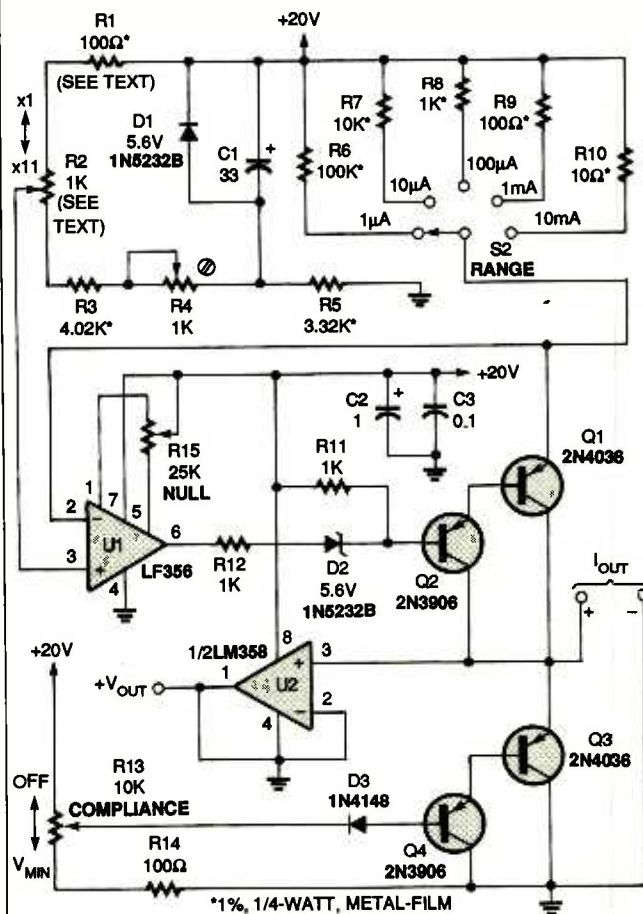 +20V
R1
100Ω*
(SEE TEXT)
x1
x11
R2
1K
(SEE
TEXT)
D1
5.6V
1N5232B
C1
33
+
R7
10K*
R6
100K*
R8
1K*
R9
100Ω*
R10
10Ω*
10μA
100μA
1mA
1μA
10mA
S2
RANGE
R3
4.02K*
R4
1K
R5
3.32K*
+20V
C2
1
+
C3
0.1
R15
25K
NULL
R11
1K
Q1
2N4036
1
7
5
2
−
U1
6
3
+
4
LF356
R12
1K
D2
5.6V
1N5232B
Q2
2N3906
IOUT
+
−
+20V
1/2LM358
8
+VOUT
1
U2
+
3
−
2
4
Q3
2N4036
OFF
R13
10K
COMPLIANCE
VMIN
D3
1N4148
R14
100Ω
Q4
2N3906
*1%, 1/4-WATT, METAL-FILM